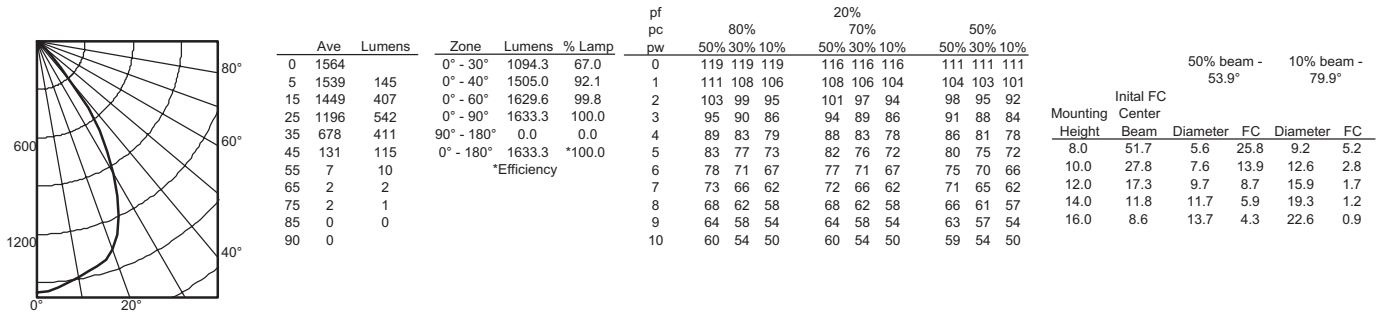 600
1200
0°
20°
40°
60°
80°
Ave Lumens
0 1564
5 1539 145
15 1449 407
25 1196 542
35 678 411
45 131 115
55 7 10
65 2 2
75 2 1
85 0 0
90 0
Zone Lumens % Lamp
0° - 30° 1094.3 67.0
0° - 40° 1505.0 92.1
0° - 60° 1629.6 99.8
0° - 90° 1633.3 100.0
90° - 180° 0.0 0.0
0° - 180° 1633.3 *100.0
*Efficiency
pf 20%
pc 80% 70% 50%
pw 50% 30% 10% 50% 30% 10% 50% 30% 10%
0 119 119 119 116 116 116 111 111 111
1 111 108 106 108 106 104 104 103 101
2 103 99 95 101 97 94 98 95 92
3 95 90 86 94 89 86 91 88 84
4 89 83 79 88 83 78 86 81 78
5 83 77 73 82 76 72 80 75 72
6 78 71 67 77 71 67 75 70 66
7 73 66 62 72 66 62 71 65 62
8 68 62 58 68 62 58 66 61 57
9 64 58 54 64 58 54 63 57 54
10 60 54 50 60 54 50 59 54 50
50% beam - 10% beam -
53.9° 79.9°
Inital FC
Mounting Center
Height Beam Diameter FC Diameter FC
8.0 51.7 5.6 25.8 9.2 5.2
10.0 27.8 7.6 13.9 12.6 2.8
12.0 17.3 9.7 8.7 15.9 1.7
14.0 11.8 11.7 5.9 19.3 1.2
16.0 8.6 13.7 4.3 22.6 0.9